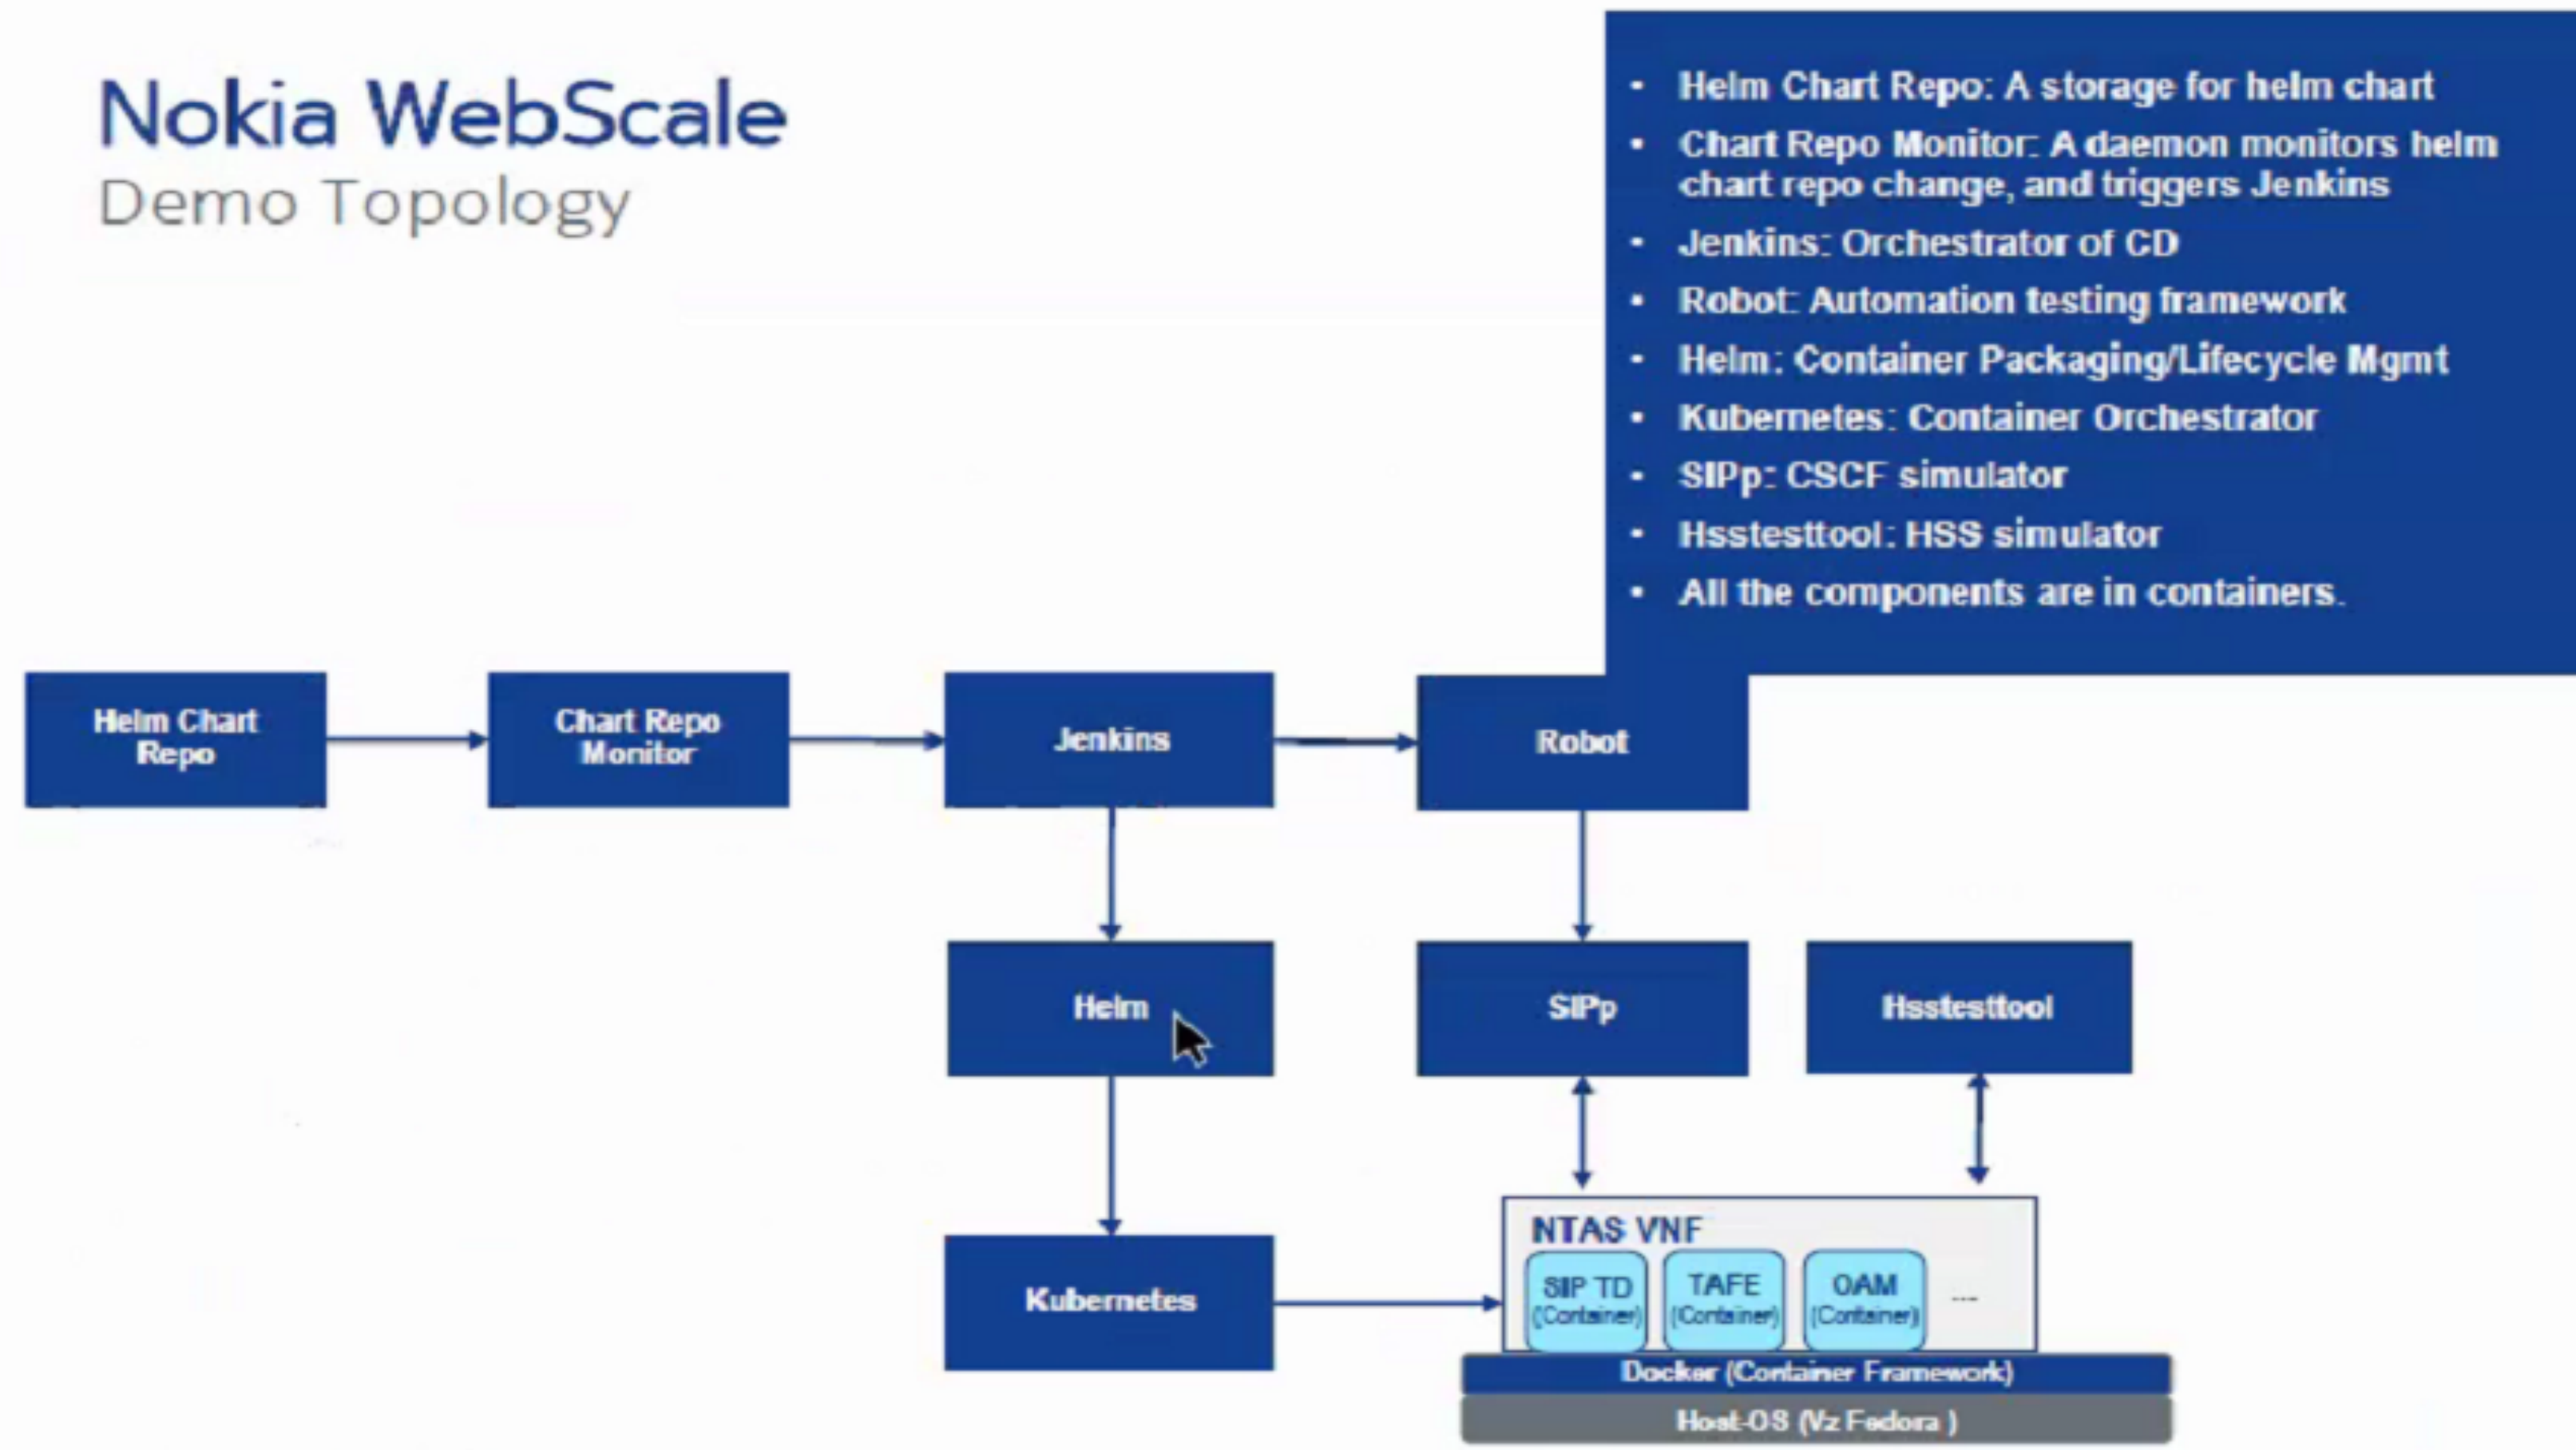 Nokia WebScale
Demo Topology
• Helm Chart Repo: A storage for helm chart
• Chart Repo Monitor: A daemon monitors helm
chart repo change, and triggers Jenkins
• Jenkins: Orchestrator of CD
• Robot: Automation testing framework
• Helm: Container Packaging/Lifecycle Mgmt
• Kubernetes: Container Orchestrator
• SIPp: CSCF simulator
• Hsstesttool: HSS simulator
• All the components are in containers.
Helm Chart
Repo
Chart Repo
Monitor
Jenkins
Robot
Helm
SIPp
Hsstesttool
Kubernetes
NTAS VNF
SIP TD
(Container)
TAFE
(Container)
OAM
(Container)
...
Docker (Container Framework)
Host-OS (Vz Fedora )